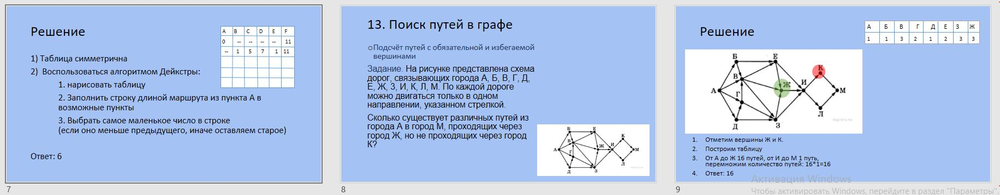 Решение
A B C D E F
0 -- -- -- -- 11
-- 1 5 7 1 11
1) Таблица симметрична
2) Воспользоваться алгоритмом Дейкстры:
1. нарисовать таблицу
2. Заполнить строку длиной маршрута из пункта А в
возможные пункты
3. Выбрать самое маленькое число в строке
(если оно меньше предыдущего, иначе оставляем старое)
Ответ: 6
7
13. Поиск путей в графе
Подсчёт путей с обязательной и избегаемой
вершинами
Задание. На рисунке представлена схема
дорог, связывающих города А, Б, В, Г, Д,
Е, Ж, З, И, К, Л, М. По каждой дороге
можно двигаться только в одном
направлении, указанном стрелкой.
Сколько существует различных путей из
города А в город М, проходящих через
город Ж, но не проходящих через город
К?
Б Е
К
В
А Ж И М
Г
Л
Д З
8
Решение
А Б В Г Д Е З Ж
1 1 3 2 1 2 3 3
Б Е
К
В
Ж И
А М
Г
Л
Д З
РЕШУЕГЭ.РФ
1. Отметим вершины Ж и К.
2. Построим таблицу
3. От А до Ж 16 путей, от И до М 1 путь,
перемножим количество путей: 16*1=16
4. Ответ: 16
Активация Windows
Чтобы активировать Windows, перейдите в раздел "Параметры".
9